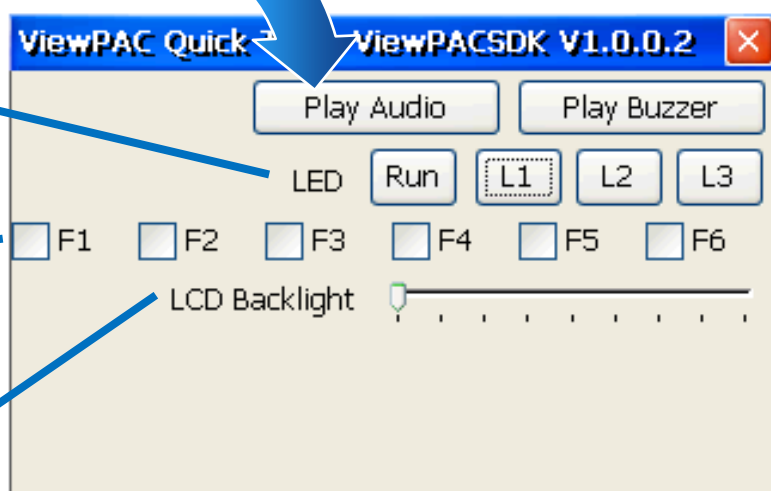 ViewPAC Quick ViewPACSDK V1.0.0.2
Play Audio Play Buzzer
LED Run L1 L2 L3
F1 F2 F3 F4 F5 F6
LCD Backlight